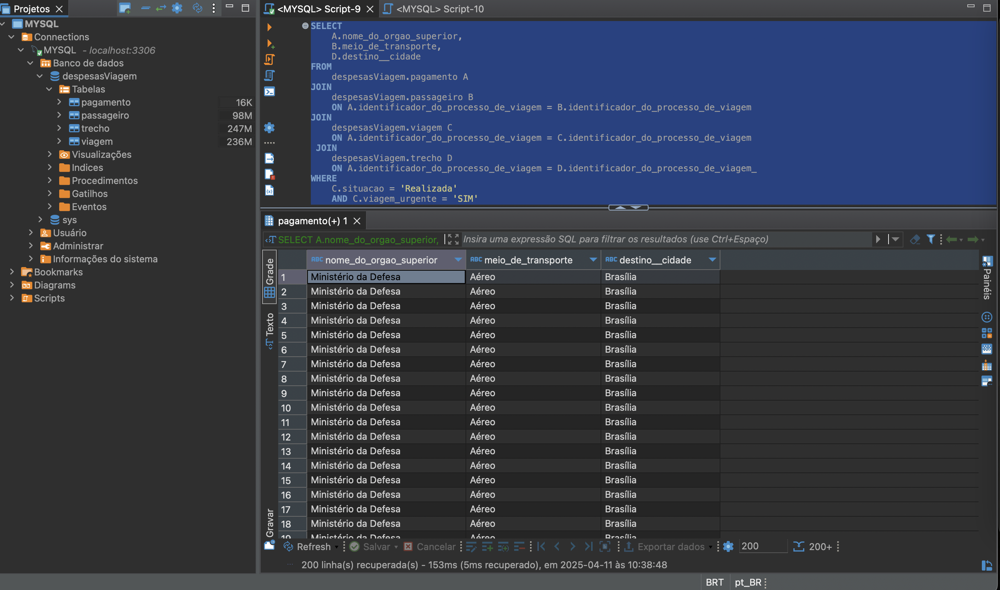 Projetos
MYSQL
Connections
MYSQL - localhost:3306
Banco de dados
despesasViagem
Tabelas
pagamento 16K
passageiro 98M
trecho 247M
viagem 236M
Visualizações
Indices
Procedimentos
Gatilhos
Eventos
sys
Usuário
Administrar
Informações do sistema
Bookmarks
Diagrams
Scripts
<MYSQL> Script-9
<MYSQL> Script-10
SELECT
A.nome_do_orgao_superior,
B.meio_de_transporte,
D.destino__cidade
FROM
despesasViagem.pagamento A
JOIN
despesasViagem.passageiro B
ON A.identificador_do_processo_de_viagem = B.identificador_do_processo_de_viagem
JOIN
despesasViagem.viagem C
ON A.identificador_do_processo_de_viagem = C.identificador_do_processo_de_viagem
JOIN
despesasViagem.trecho D
ON A.identificador_do_processo_de_viagem = D.identificador_do_processo_de_viagem_
WHERE
C.situacao = 'Realizada'
AND C.viagem_urgente = 'SIM'
pagamento(+) 1
SELECT A.nome_do_orgao_superior,
Insira uma expressão SQL para filtrar os resultados (use Ctrl+Espaço)
Grade
Texto
Gravar
ABC nome_do_orgao_superior ABC meio_de_transporte ABC destino__cidade
1 Ministério da Defesa Aéreo Brasília
2 Ministério da Defesa Aéreo Brasília
3 Ministério da Defesa Aéreo Brasília
4 Ministério da Defesa Aéreo Brasília
5 Ministério da Defesa Aéreo Brasília
6 Ministério da Defesa Aéreo Brasília
7 Ministério da Defesa Aéreo Brasília
8 Ministério da Defesa Aéreo Brasília
9 Ministério da Defesa Aéreo Brasília
10 Ministério da Defesa Aéreo Brasília
11 Ministério da Defesa Aéreo Brasília
12 Ministério da Defesa Aéreo Brasília
13 Ministério da Defesa Aéreo Brasília
14 Ministério da Defesa Aéreo Brasília
15 Ministério da Defesa Aéreo Brasília
16 Ministério da Defesa Aéreo Brasília
17 Ministério da Defesa Aéreo Brasília
18 Ministério da Defesa Aéreo Brasília
19 Ministério da Defesa Aéreo Brasília
Painéis
Refresh Salvar Cancelar Exportar dados 200 200+
200 linha(s) recuperada(s) - 153ms (5ms recuperado), em 2025-04-11 às 10:38:48
BRT pt_BR